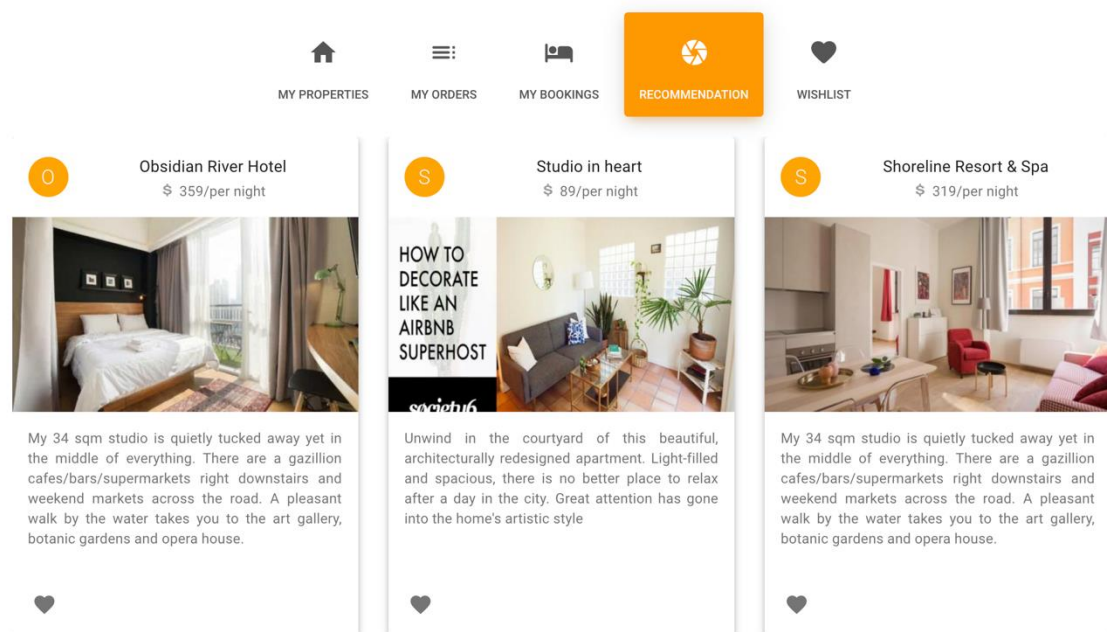 MY PROPERTIES
MY ORDERS
MY BOOKINGS
RECOMMENDATION
WISHLIST
O
Obsidian River Hotel
$ 359/per night
My 34 sqm studio is quietly tucked away yet in
the middle of everything. There are a gazillion
cafes/bars/supermarkets right downstairs and
weekend markets across the road. A pleasant
walk by the water takes you to the art gallery,
botanic gardens and opera house.
S
Studio in heart
$ 89/per night
HOW TO
DECORATE
LIKE AN
AIRBNB
SUPERHOST
society6
Unwind in the courtyard of this beautiful,
architecturally redesigned apartment. Light-filled
and spacious, there is no better place to relax
after a day in the city. Great attention has gone
into the home's artistic style
S
Shoreline Resort & Spa
$ 319/per night
My 34 sqm studio is quietly tucked away yet in
the middle of everything. There are a gazillion
cafes/bars/supermarkets right downstairs and
weekend markets across the road. A pleasant
walk by the water takes you to the art gallery,
botanic gardens and opera house.